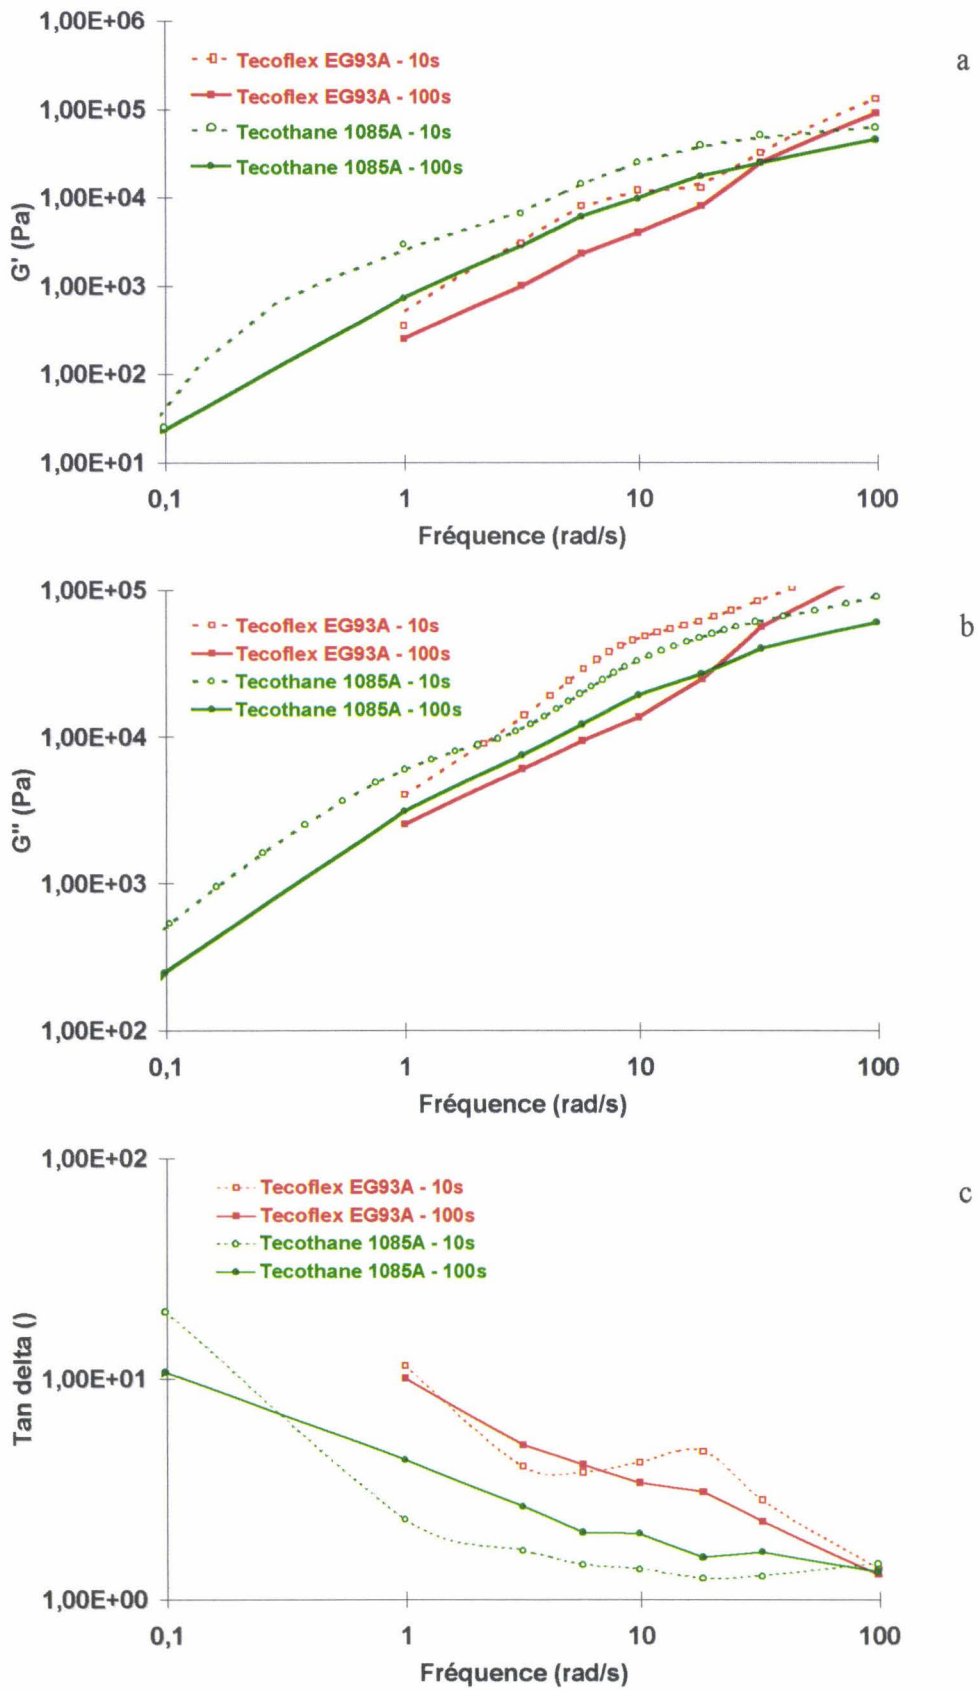 1,00E+06
a
Tecoflex EG93A - 10s
1,00E+05
Tecoflex EG93A - 100s
Tecothane 1085A - 10s
Tecothane 1085A - 100s
1,00E+04
G' (Pa)
1,00E+03
1,00E+02
1,00E+01
0,1 1 10 100
Fréquence (rad/s)
1,00E+05
b
Tecoflex EG93A - 10s
Tecoflex EG93A - 100s
Tecothane 1085A - 10s
Tecothane 1085A - 100s
1,00E+04
G" (Pa)
1,00E+03
1,00E+02
0,1 1 10 100
Fréquence (rad/s)
1,00E+02
c
Tecoflex EG93A - 10s
Tecoflex EG93A - 100s
Tecothane 1085A - 10s
Tecothane 1085A - 100s
Tan delta ()
1,00E+01
1,00E+00
0,1 1 10 100
Fréquence (rad/s)